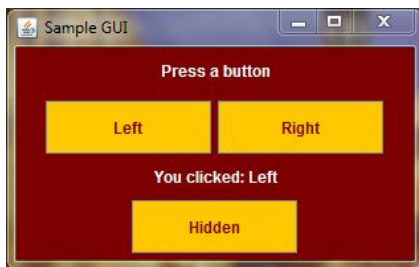 Sample GUI
Press a button
Left Right
You clicked: Left
Hidden